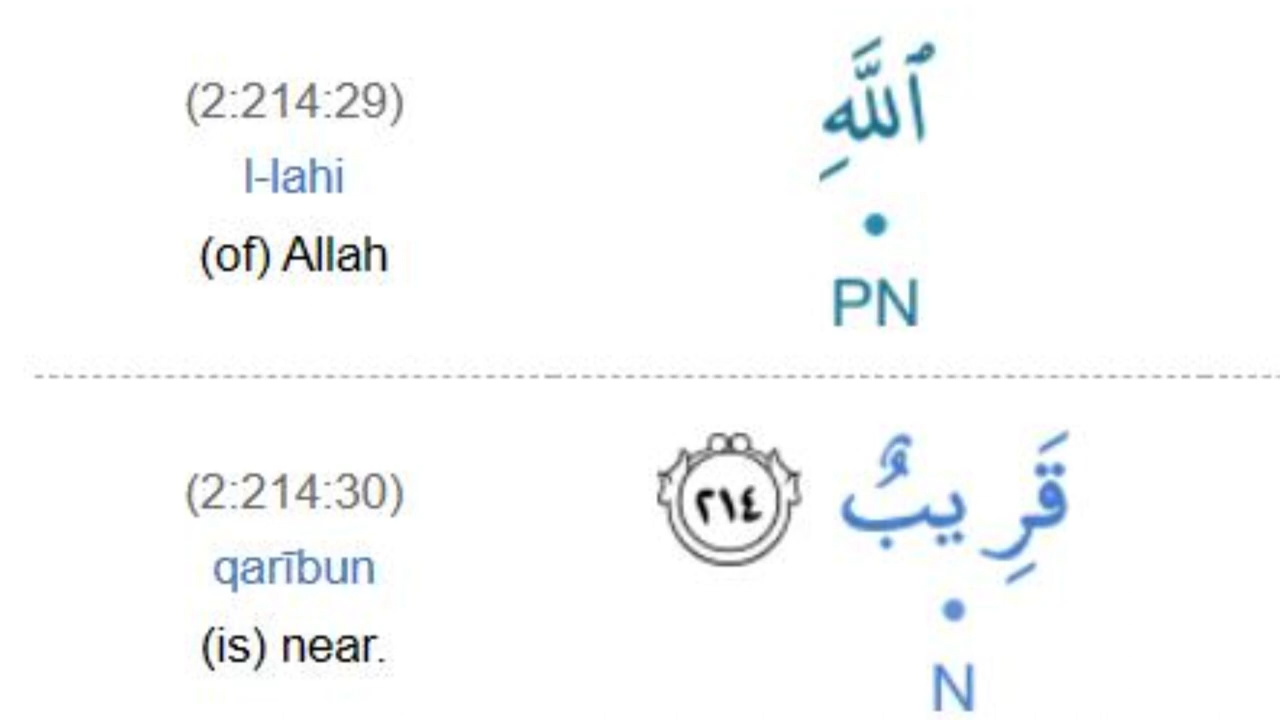 (2:214:29)
l-lahi
(of) Allah
ٱللَّهِ
PN
(2:214:30)
qarībun
(is) near.
قَرِيبٌ ٢١٤
N